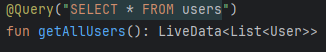 @Query("SELECT * FROM users")
fun getAllUsers(): LiveData<List<User>>